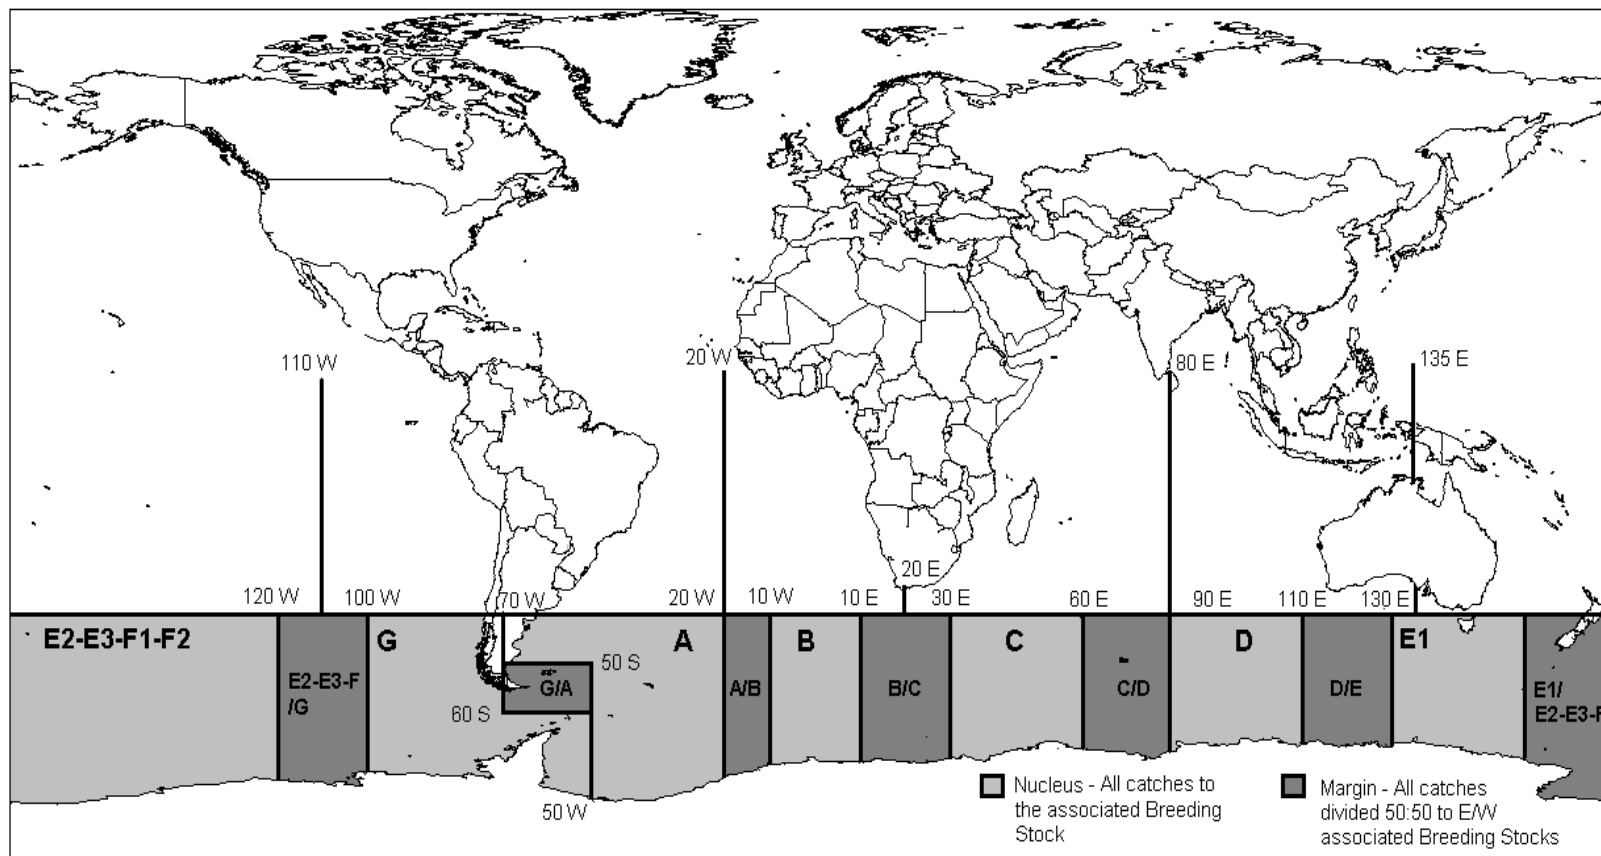 110 W
20 W
80 E
135 E
20 E
120 W
100 W
70 W
20 W
10 W
10 E
30 E
60 E
90 E
110 E
130 E
E2-E3-F1-F2
G
A
B
C
D
E1
50 S
E2-E3-F
/G
G/A
A/B
B/C
C/D
D/E
E1/
E2-E3-F
60 S
50 W
Nucleus - All catches to
the associated Breeding
Stock
Margin - All catches
divided 50:50 to E/W
associated Breeding Stocks